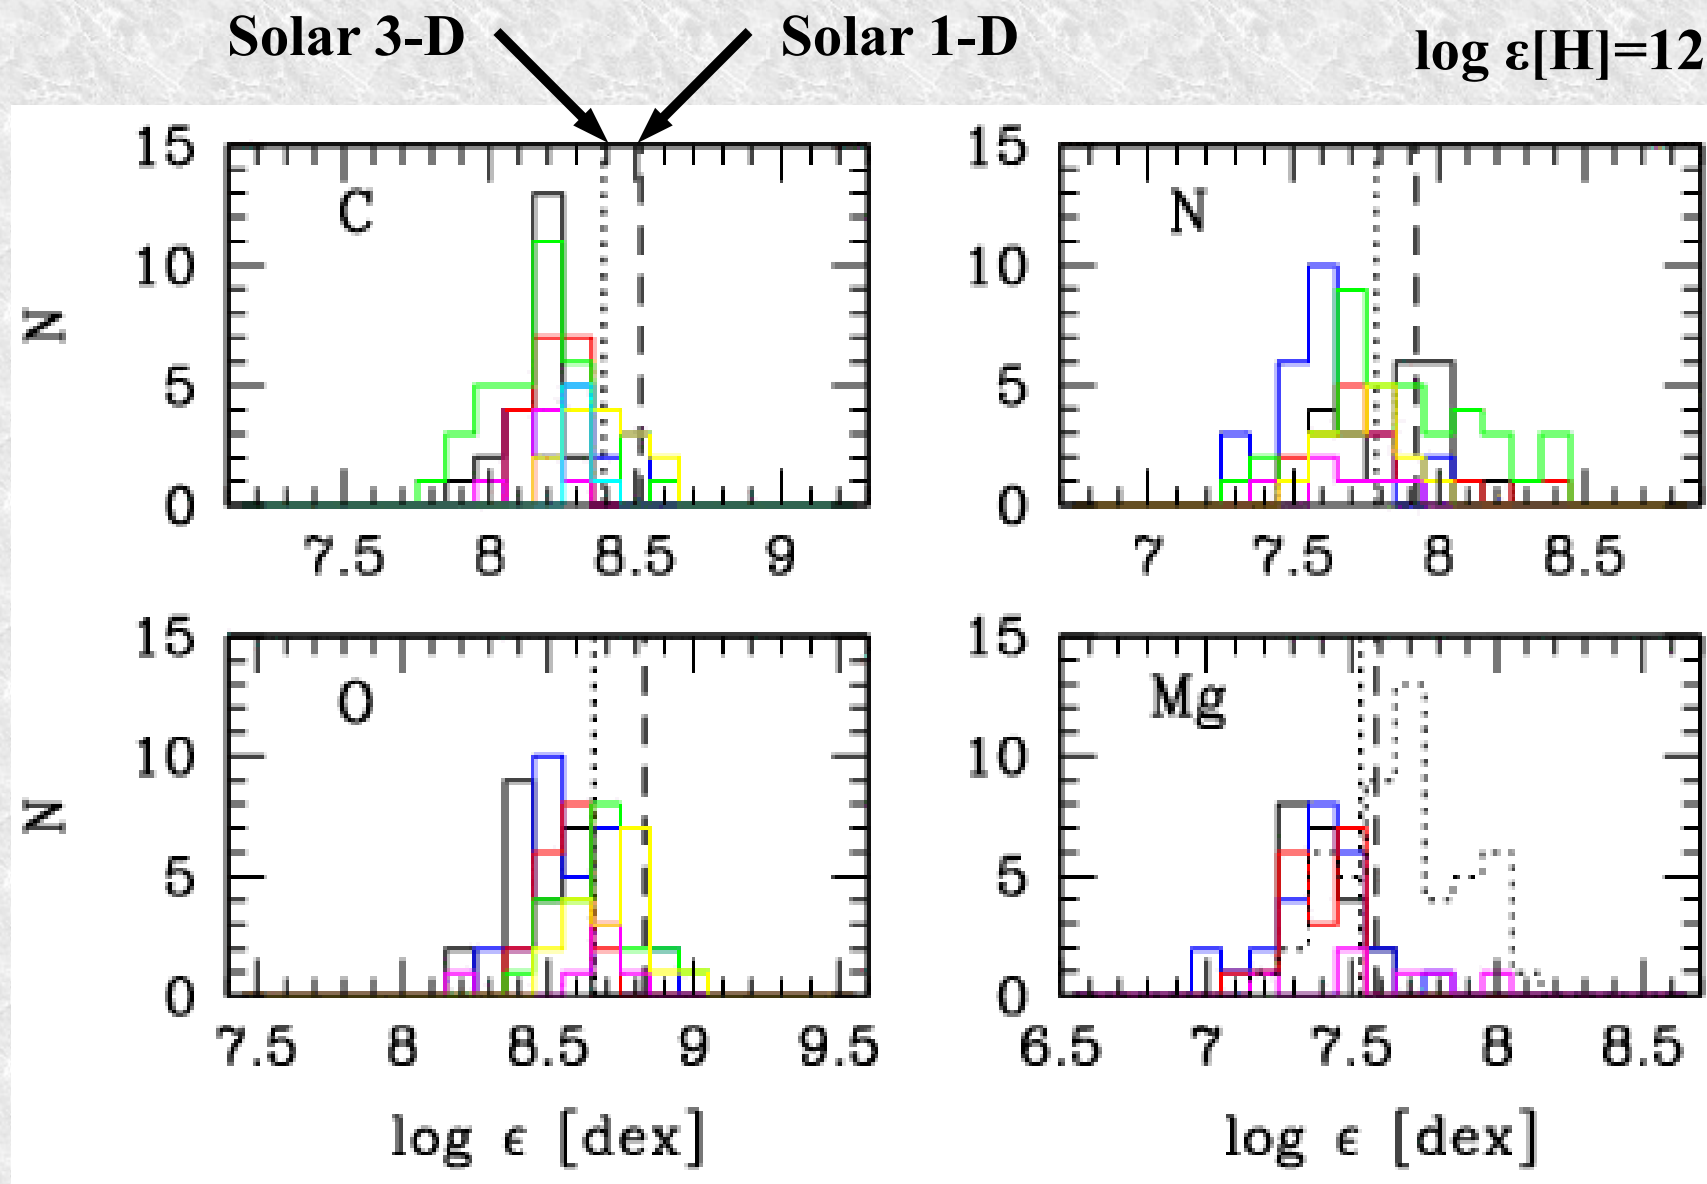 Solar 3-D Solar 1-D log ε[H]=12
15 15
C N
10 10
N
5 5
0 0
7.5 8 8.5 9 7 7.5 8 8.5
15 15
O Mg
10 10
N
5 5
0 0
7.5 8 8.5 9 9.5 6.5 7 7.5 8 8.5
log ϵ [dex] log ϵ [dex]